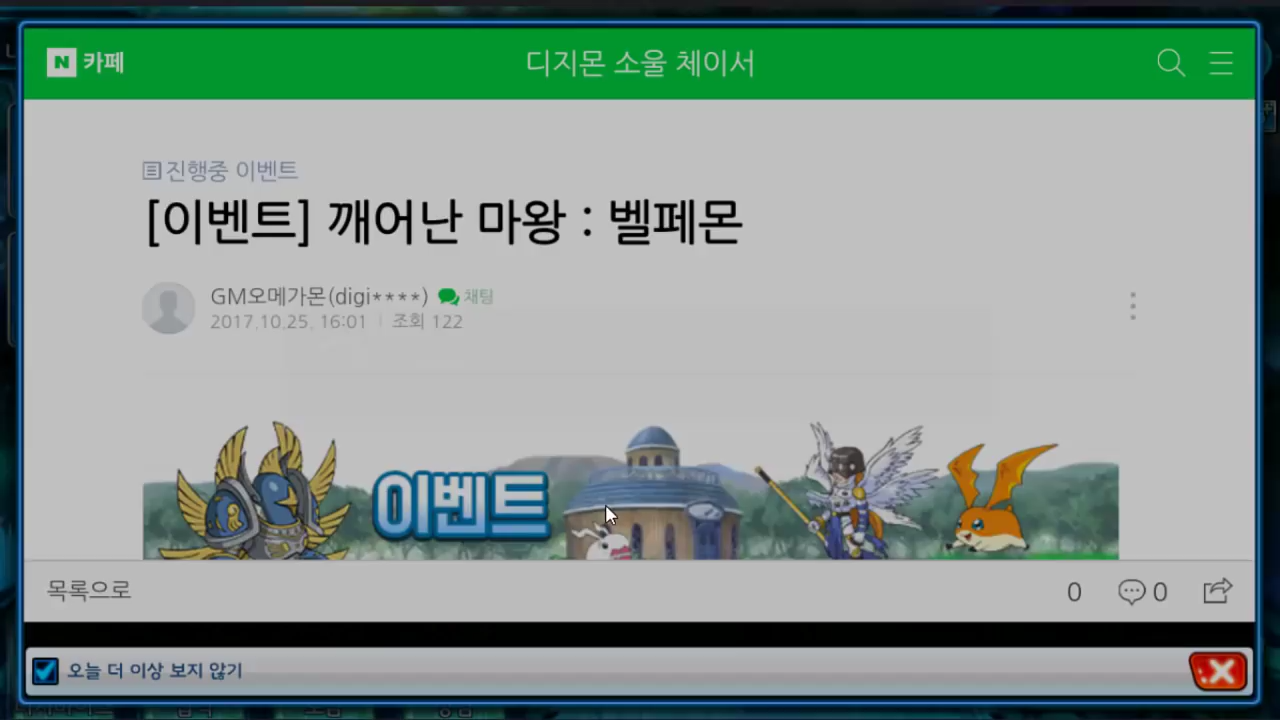 N 카페
디지몬 소울 체이서
진행중 이벤트
[이벤트] 깨어난 마왕 : 벨페몬
GM오메가몬(digi****) 채팅
2017.10.25. 16:01 | 조회 122
이벤트
목록으로
0
0
오늘 더 이상 보지 않기